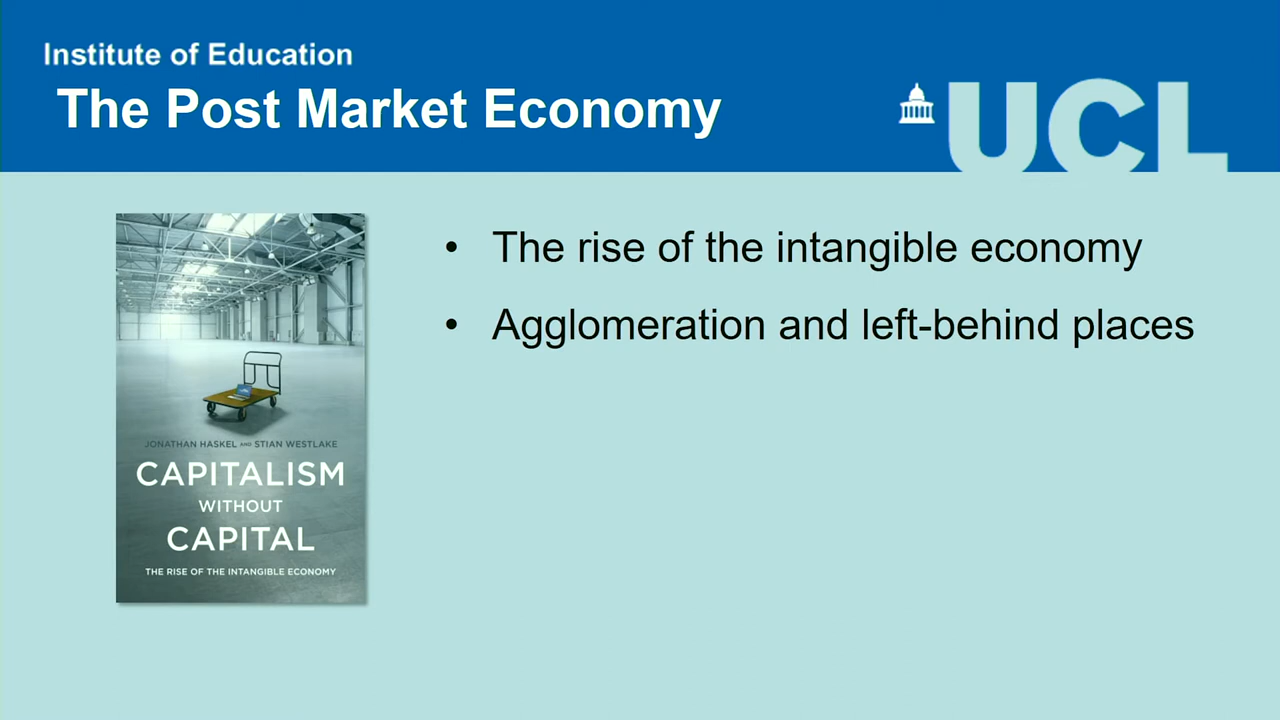 Institute of Education
The Post Market Economy
UCL
• The rise of the intangible economy
• Agglomeration and left-behind places
JONATHAN HASKEL AND STIAN WESTLAKE
CAPITALISM
WITHOUT
CAPITAL
THE RISE OF THE INTANGIBLE ECONOMY